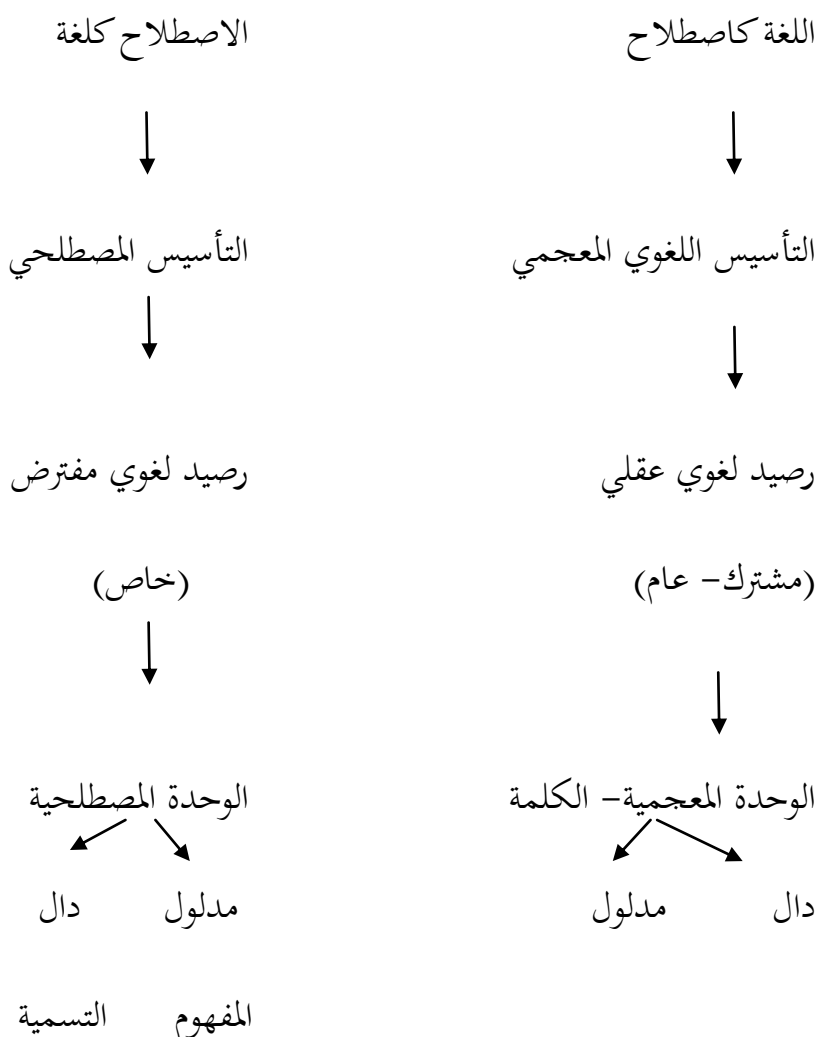 اللغة كاصطلاح الاصطلاح كلغة
التأسيس اللغوي المعجمي التأسيس المصطلحي
رصيد لغوي عقلي رصيد لغوي مفترض
(مشترك- عام) (خاص)
الوحدة المعجمية- الكلمة الوحدة المصطلحية
دال مدلول مدلول دال
المفهوم التسمية